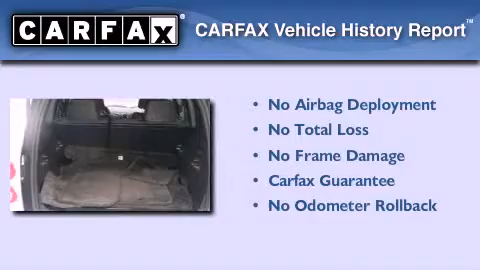 CARFAX® CARFAX Vehicle History Report™
• No Airbag Deployment
• No Total Loss
• No Frame Damage
• Carfax Guarantee
• No Odometer Rollback